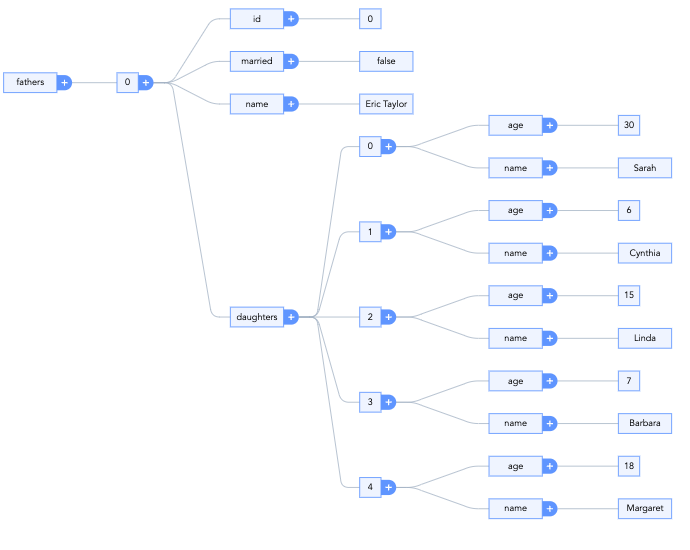 fathers
0
id
0
married
false
name
Eric Taylor
daughters
0
age
30
name
Sarah
1
age
6
name
Cynthia
2
age
15
name
Linda
3
age
7
name
Barbara
4
age
18
name
Margaret